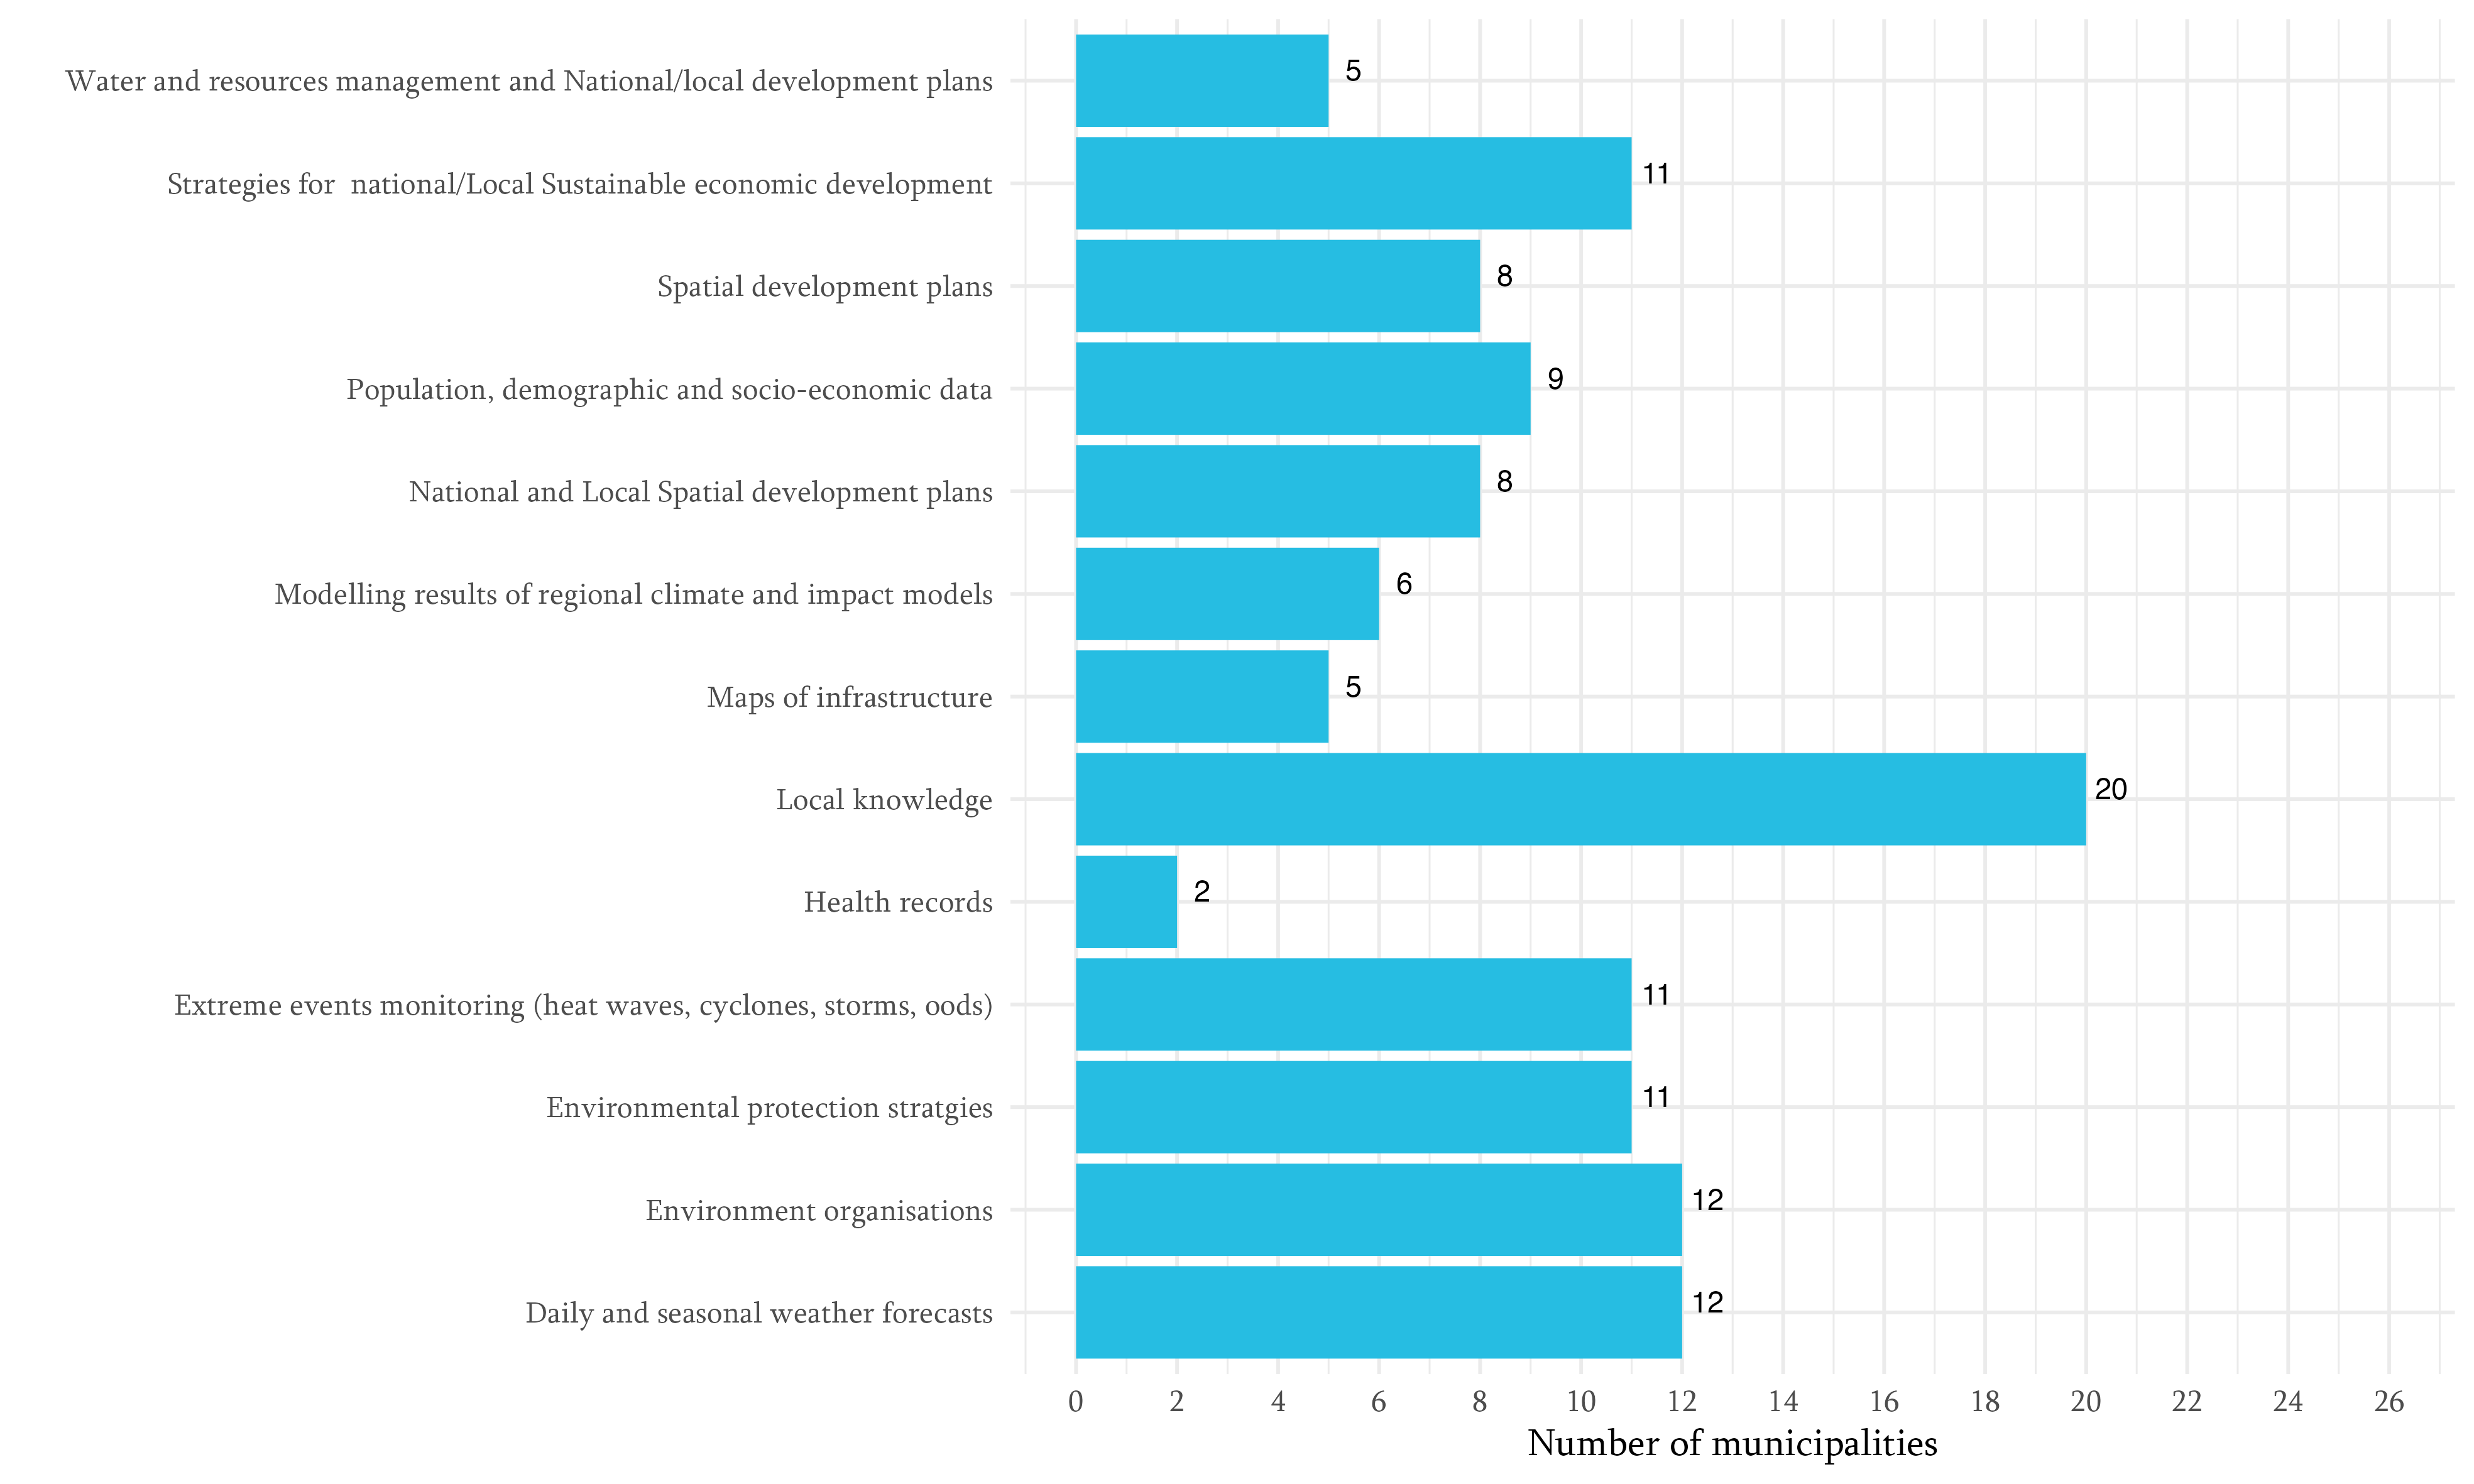 Water and resources management and National/local development plans 5
Strategies for  national/Local Sustainable economic development 11
Spatial development plans 8
Population, demographic and socio-economic data 9
National and Local Spatial development plans 8
Modelling results of regional climate and impact models 6
Maps of infrastructure 5
Local knowledge 20
Health records 2
Extreme events monitoring (heat waves, cyclones, storms, oods) 11
Environmental protection stratgies 11
Environment organisations 12
Daily and seasonal weather forecasts 12
0 2 4 6 8 10 12 14 16 18 20 22 24 26
Number of municipalities